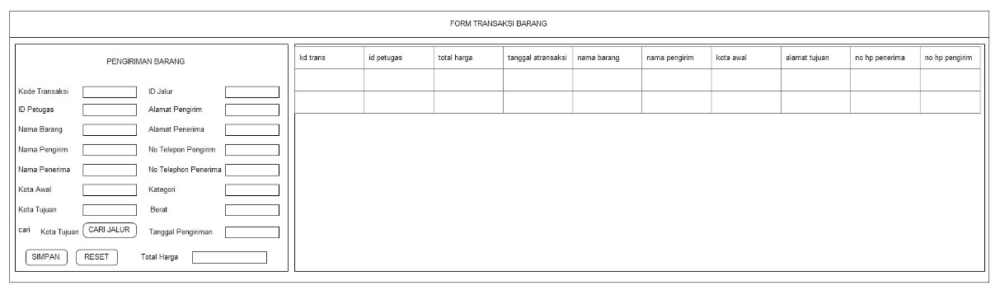 FORM TRANSAKSI BARANG
PENGIRIMAN BARANG
Kode Transaksi ID Jalur
ID Petugas Alamat Pengirim
Nama Barang Alamat Penerima
Nama Pengirim No Telepon Pengirim
Nama Penerima No Telephon Penerima
Kota Awal Kategori
Kota Tujuan Berat
cari Kota Tujuan CARI JALUR Tanggal Pengiriman
SIMPAN RESET Total Harga
kd trans id petugas total harga tanggal atransaksi nama barang nama pengirim kota awal alamat tujuan no hp penerima no hp pengirim